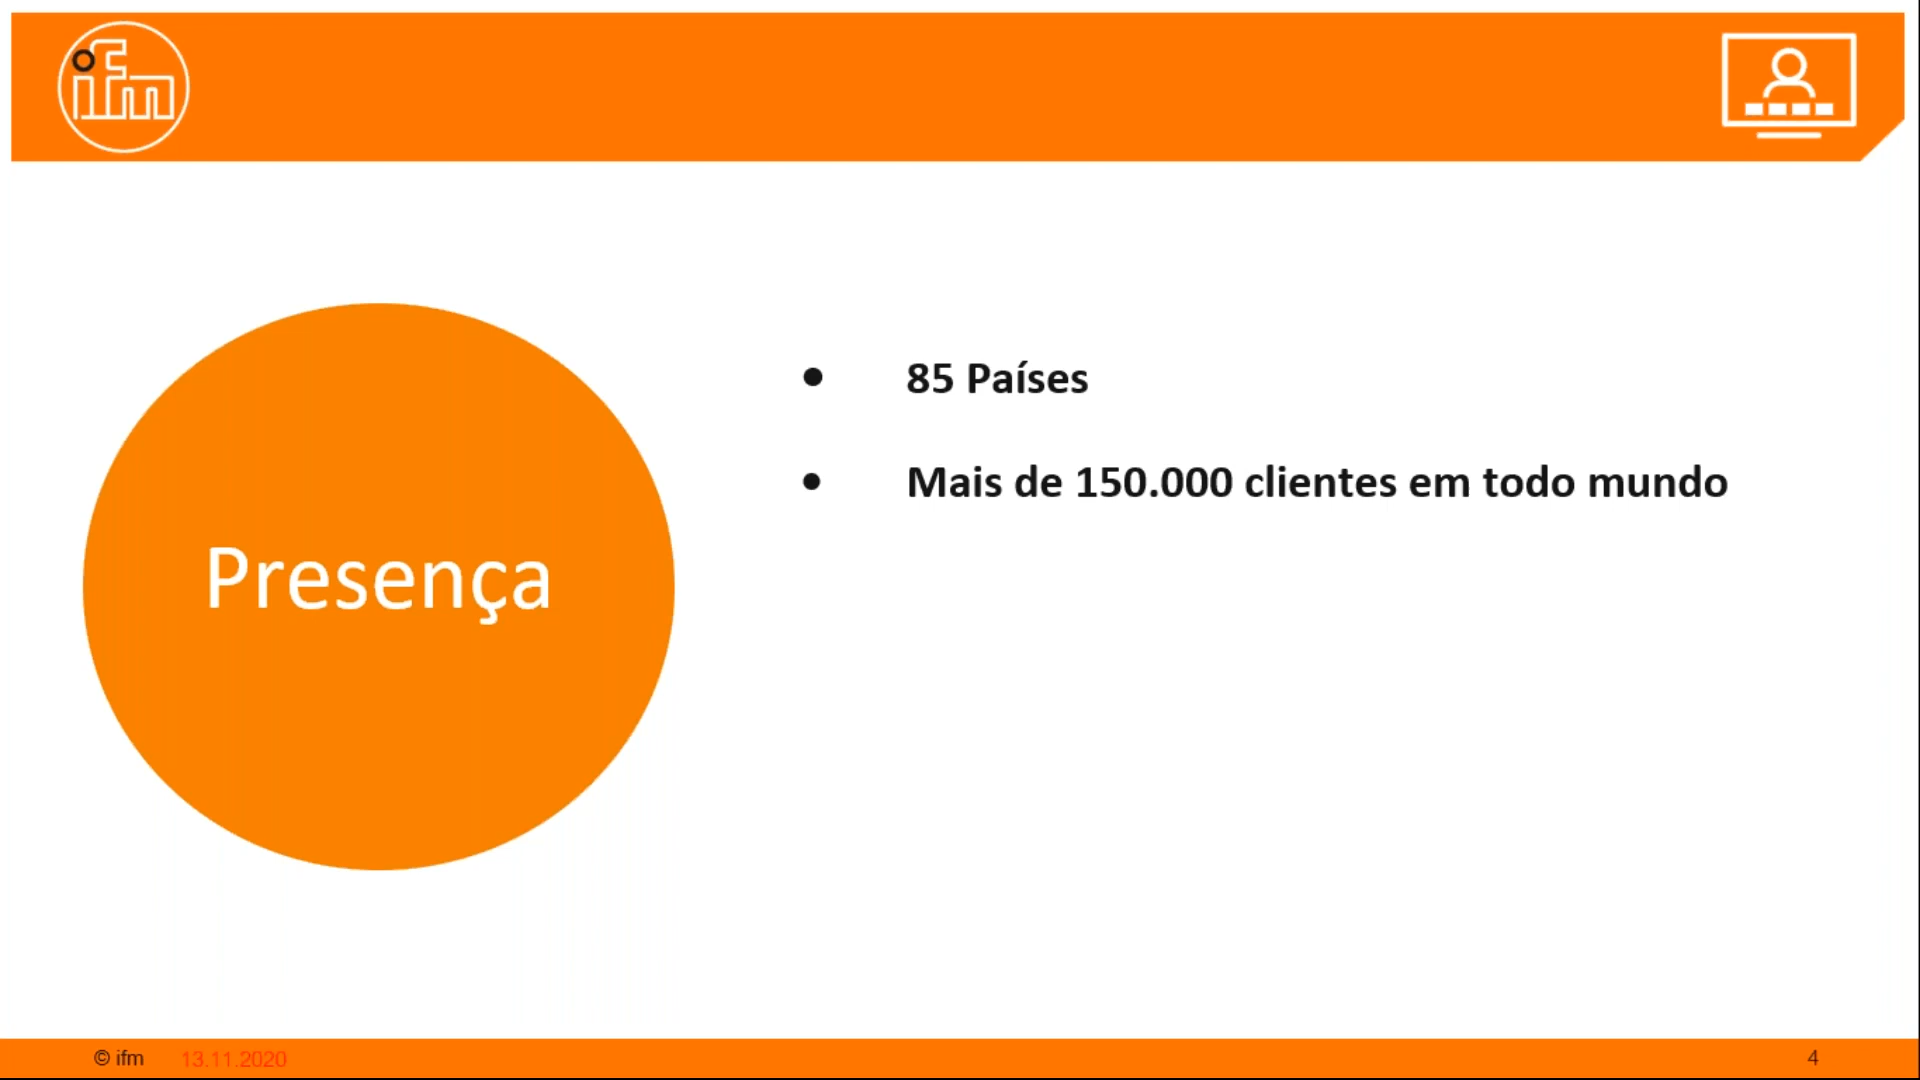 ifm
Presença
• 85 Países
• Mais de 150.000 clientes em todo mundo
© ifm 13.11.2020 4